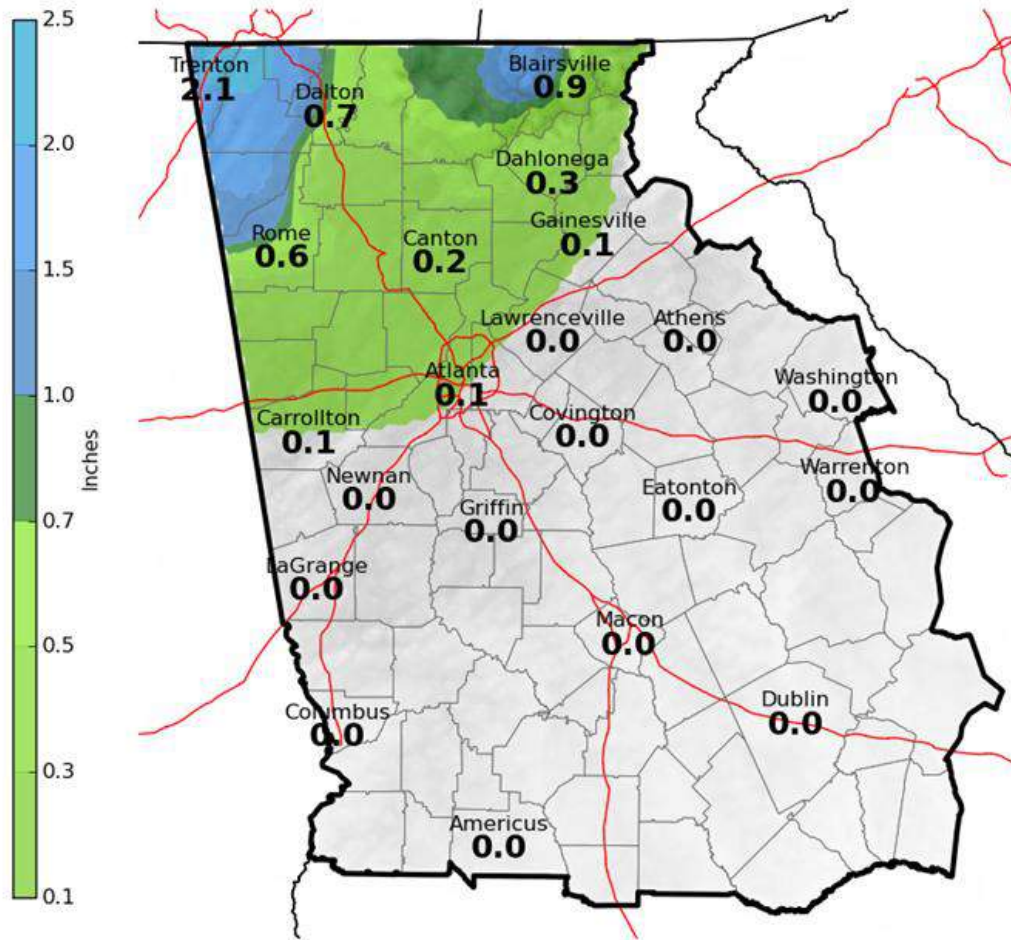 2.5
2.0
1.5
1.0
0.7
0.5
0.3
0.1
Inches
Trenton
2.1
Dalton
0.7
Blairsville
0.9
Dahlonega
0.3
Gainesville
0.1
Rome
0.6
Canton
0.2
Lawrenceville
0.0
Athens
0.0
Atlanta
0.1
Washington
0.0
Carrollton
0.1
Covington
0.0
Newnan
0.0
Griffin
0.0
Eatonton
0.0
Warrenton
0.0
LaGrange
0.0
Macon
0.0
Columbus
0.0
Dublin
0.0
Americus
0.0